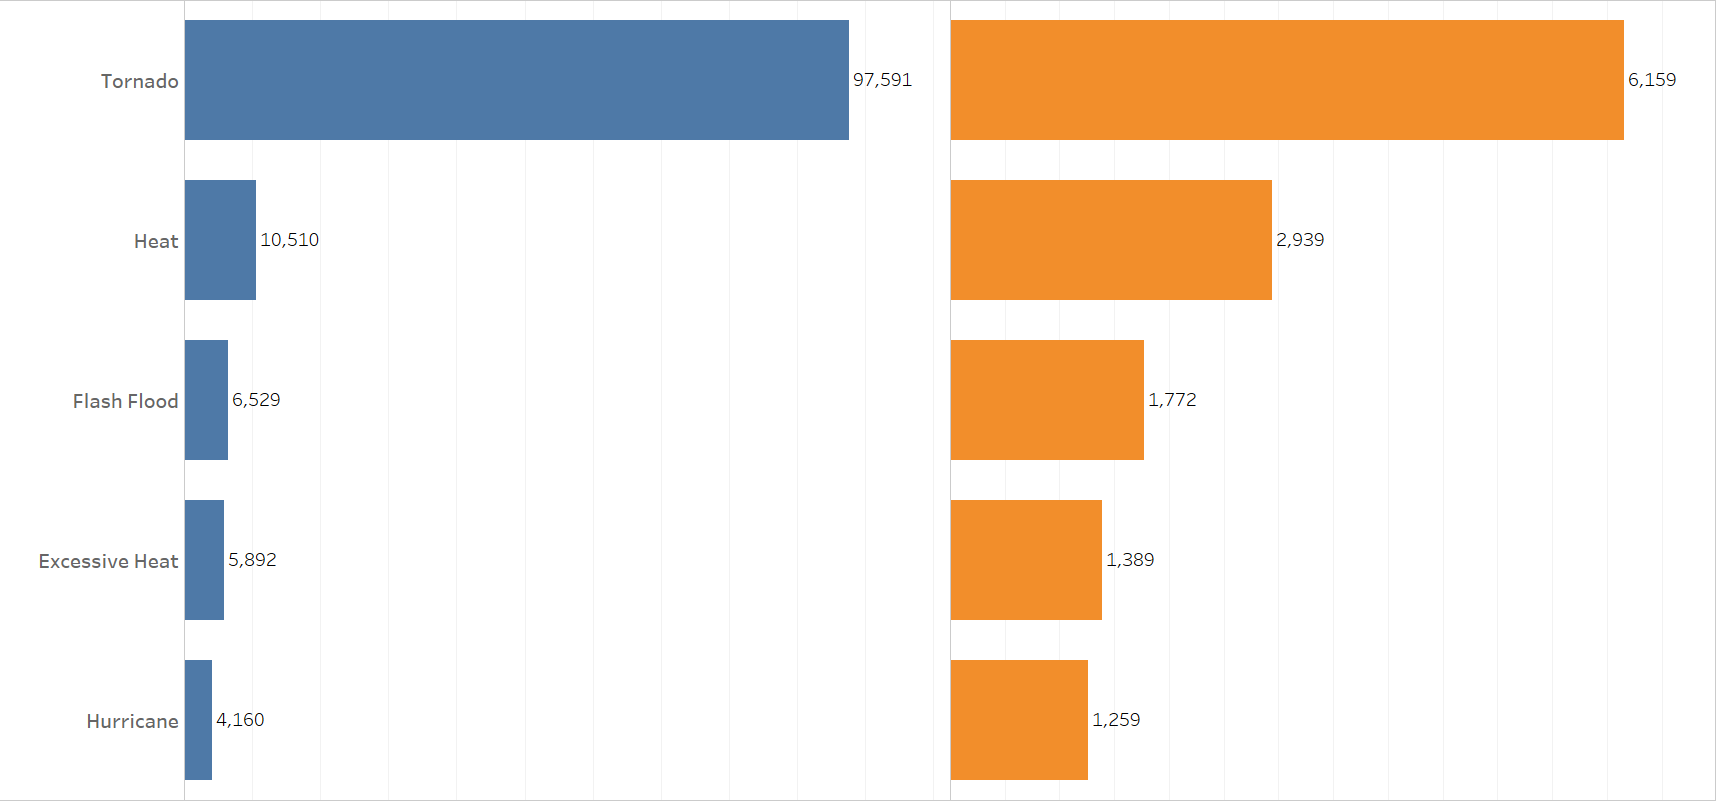 Tornado 97,591 6,159
Heat 10,510 2,939
Flash Flood 6,529 1,772
Excessive Heat 5,892 1,389
Hurricane 4,160 1,259